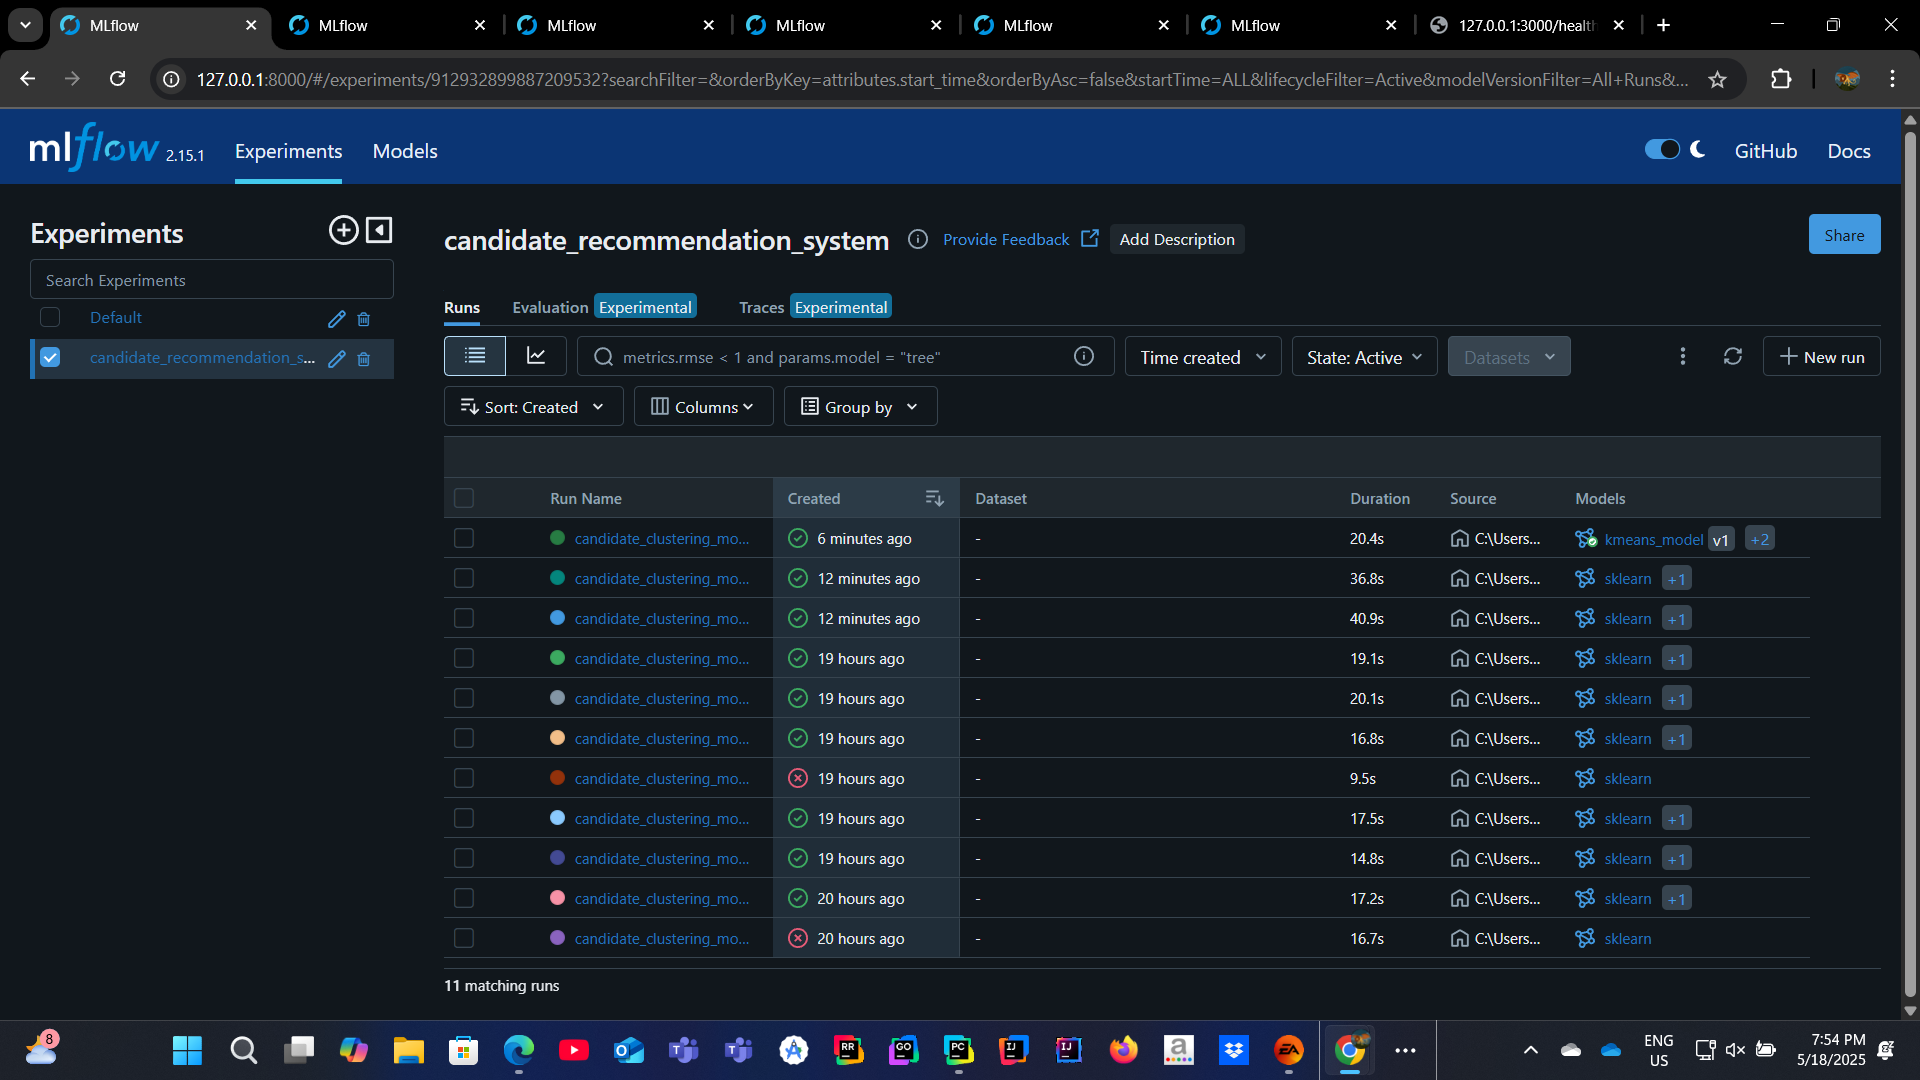 MLflow
MLflow
MLflow
MLflow
MLflow
MLflow
127.0.0.1:3000/healt
127.0.0.1:8000/#/experiments/912932899887209532?searchFilter=&orderByKey=attributes.start_time&orderByAsc=false&startTime=ALL&lifecycleFilter=Active&modelVersionFilter=All+Runs&...
mlflow 2.15.1
Experiments
Models
GitHub
Docs
Experiments
Search Experiments
Default
candidate_recommendation_s...
candidate_recommendation_system
Provide Feedback
Add Description
Share
Runs
Evaluation Experimental
Traces Experimental
metrics.rmse < 1 and params.model = "tree"
Time created
State: Active
Datasets
New run
Sort: Created
Columns
Group by
Run Name Created Dataset Duration Source Models
candidate_clustering_mo... 6 minutes ago - 20.4s C:\Users... kmeans_model v1 +2
candidate_clustering_mo... 12 minutes ago - 36.8s C:\Users... sklearn +1
candidate_clustering_mo... 12 minutes ago - 40.9s C:\Users... sklearn +1
candidate_clustering_mo... 19 hours ago - 19.1s C:\Users... sklearn +1
candidate_clustering_mo... 19 hours ago - 20.1s C:\Users... sklearn +1
candidate_clustering_mo... 19 hours ago - 16.8s C:\Users... sklearn +1
candidate_clustering_mo... 19 hours ago - 9.5s C:\Users... sklearn
candidate_clustering_mo... 19 hours ago - 17.5s C:\Users... sklearn +1
candidate_clustering_mo... 19 hours ago - 14.8s C:\Users... sklearn +1
candidate_clustering_mo... 20 hours ago - 17.2s C:\Users... sklearn +1
candidate_clustering_mo... 20 hours ago - 16.7s C:\Users... sklearn
11 matching runs
8
RR
GO
PC
IJ
IJ
a
EA
ENG
US
7:54 PM
5/18/2025